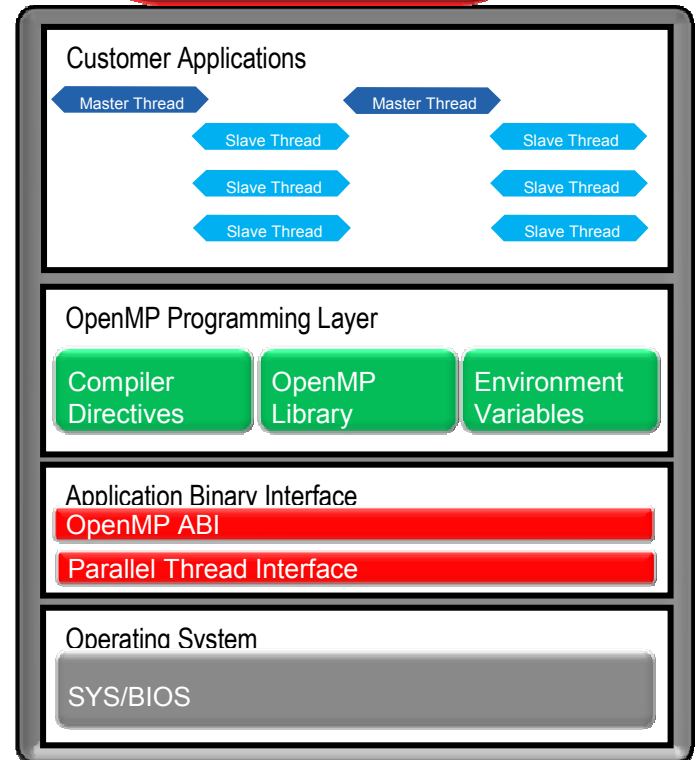 Customer Applications
Master Thread Master Thread
Slave Thread Slave Thread
Slave Thread Slave Thread
Slave Thread Slave Thread
OpenMP Programming Layer
Compiler Directives
OpenMP Library
Environment Variables
Application Binary Interface
OpenMP ABI
Parallel Thread Interface
Operating System
SYS/BIOS